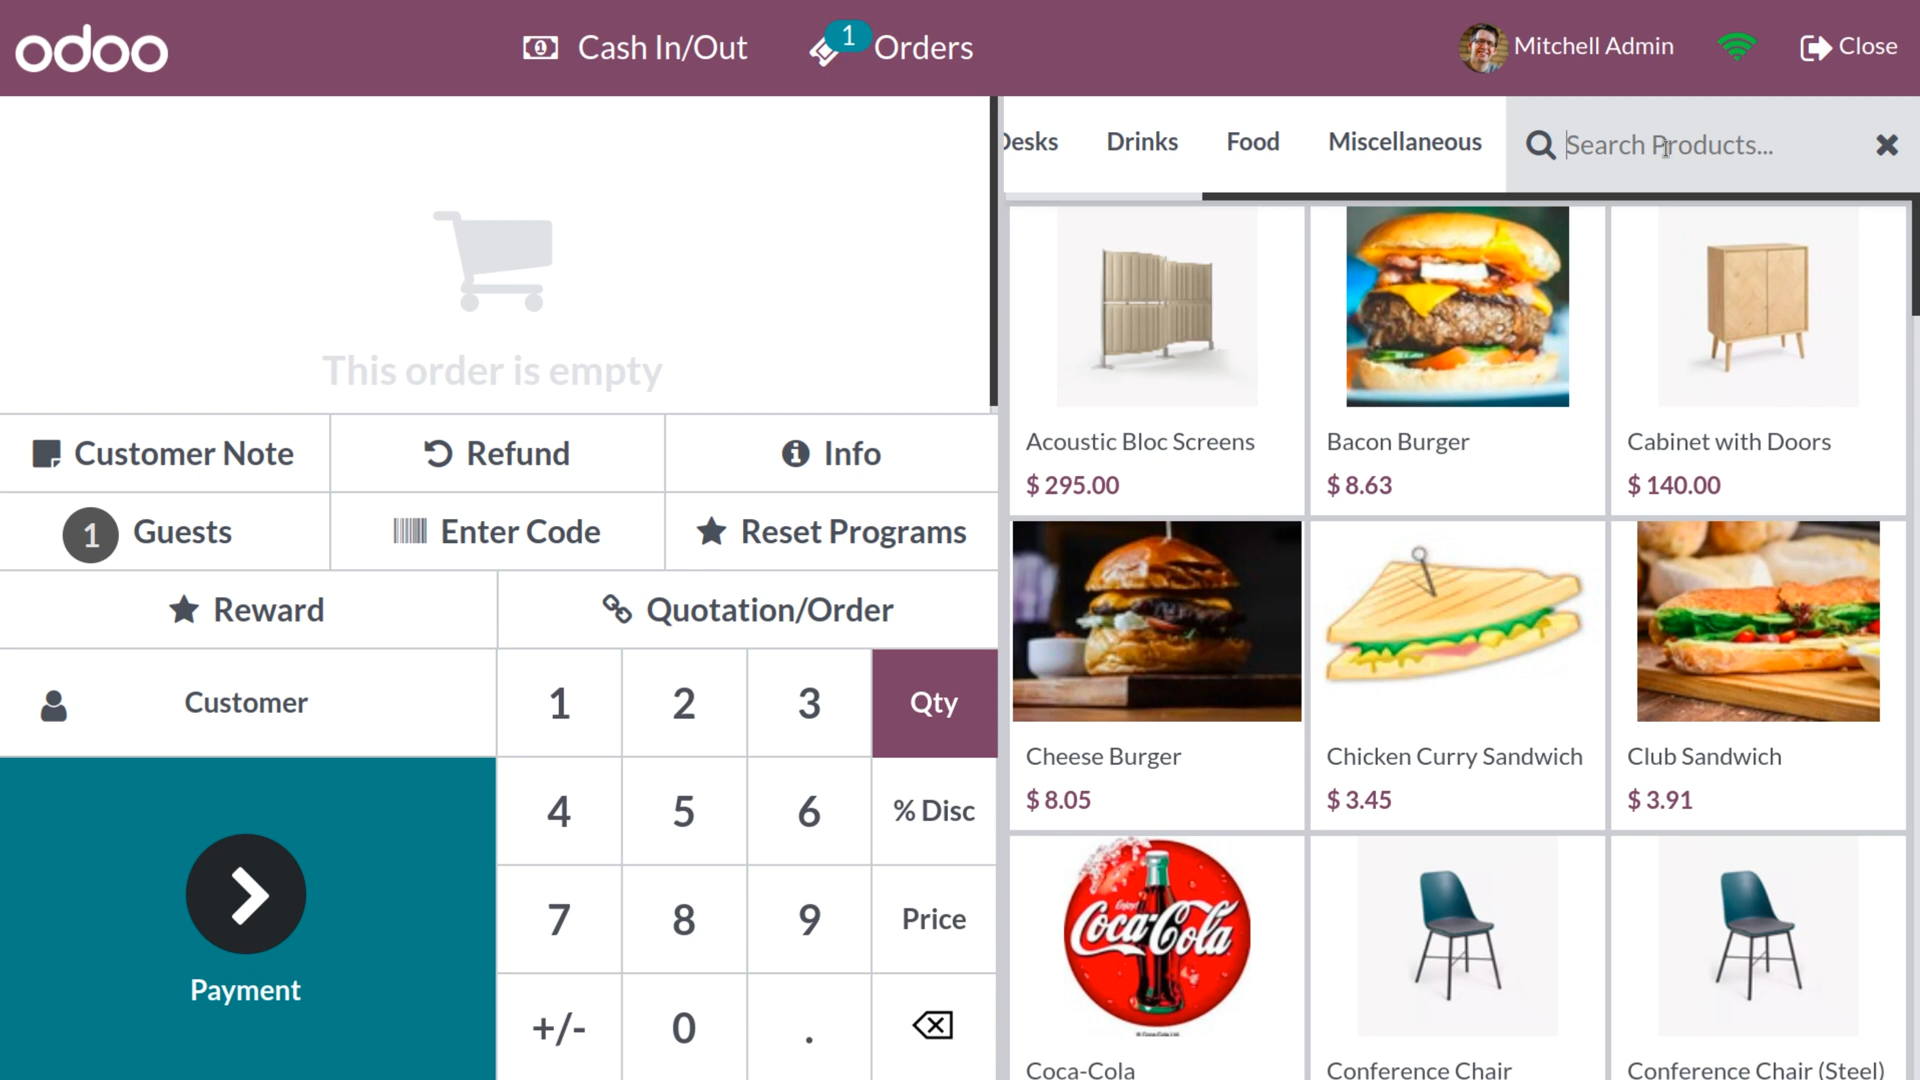 odoo
Cash In/Out
1
Orders
Mitchell Admin
Close
Desks
Drinks
Food
Miscellaneous
Search Products...
This order is empty
Customer Note
Refund
Info
1
Guests
Enter Code
Reset Programs
Reward
Quotation/Order
Customer
1
2
3
Qty
4
5
6
% Disc
7
8
9
Price
+/-
0
.
Payment
Acoustic Bloc Screens
$ 295.00
Bacon Burger
$ 8.63
Cabinet with Doors
$ 140.00
Cheese Burger
$ 8.05
Chicken Curry Sandwich
$ 3.45
Club Sandwich
$ 3.91
Enjoy
Coca-Cola
Coca-Cola
Conference Chair
Conference Chair (Steel)